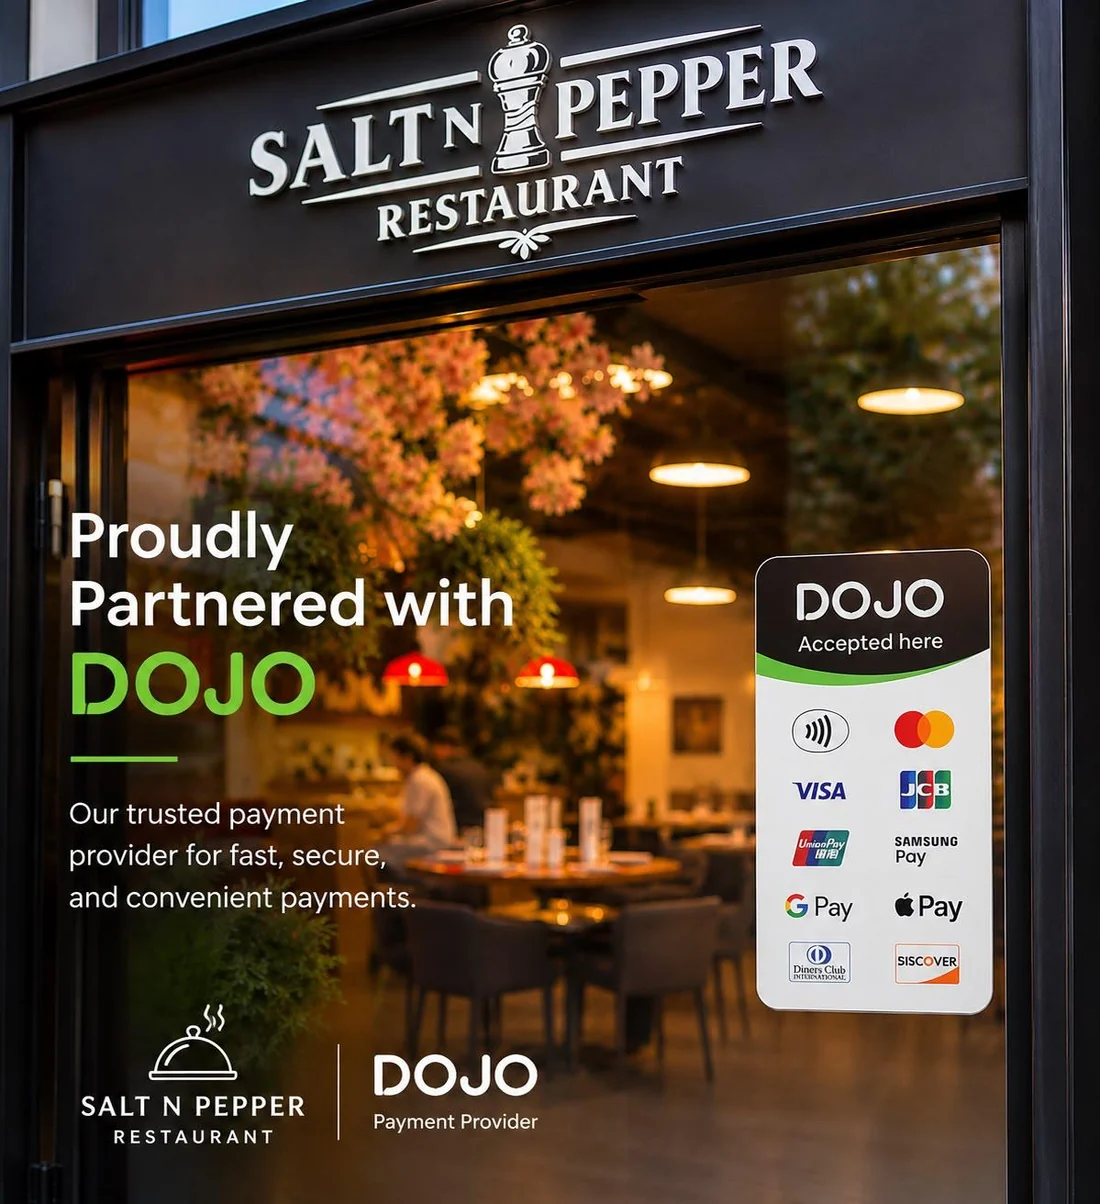 SALT N PEPPER
RESTAURANT
Proudly
Partnered with
DOJO
Our trusted payment
provider for fast, secure,
and convenient payments.
DOJO
Accepted here
VISA
JCB
UnionPay
银联
SAMSUNG
Pay
G Pay
Pay
Diners Club
INTERNATIONAL
SISCOVER
SALT N PEPPER
RESTAURANT
DOJO
Payment Provider